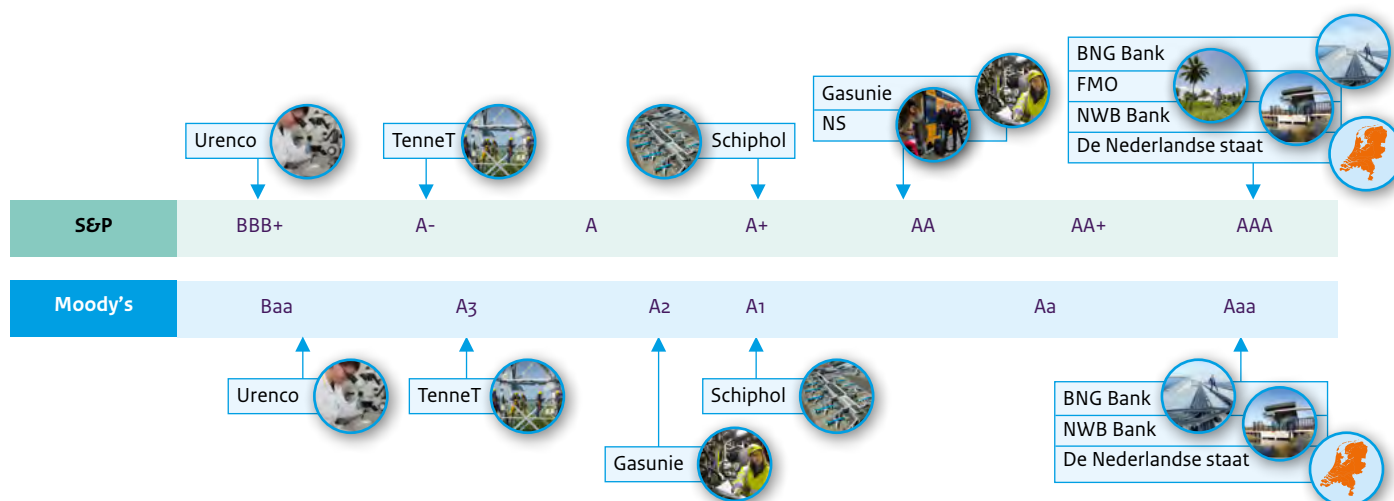 BNG Bank
FMO
NWB Bank
De Nederlandse staat
Gasunie
NS
Urenco
TenneT
Schiphol
S&P BBB+ A- A A+ AA AA+ AAA
Moody's Baa A3 A2 A1 Aa Aaa
Urenco
TenneT
Schiphol
BNG Bank
NWB Bank
De Nederlandse staat
Gasunie